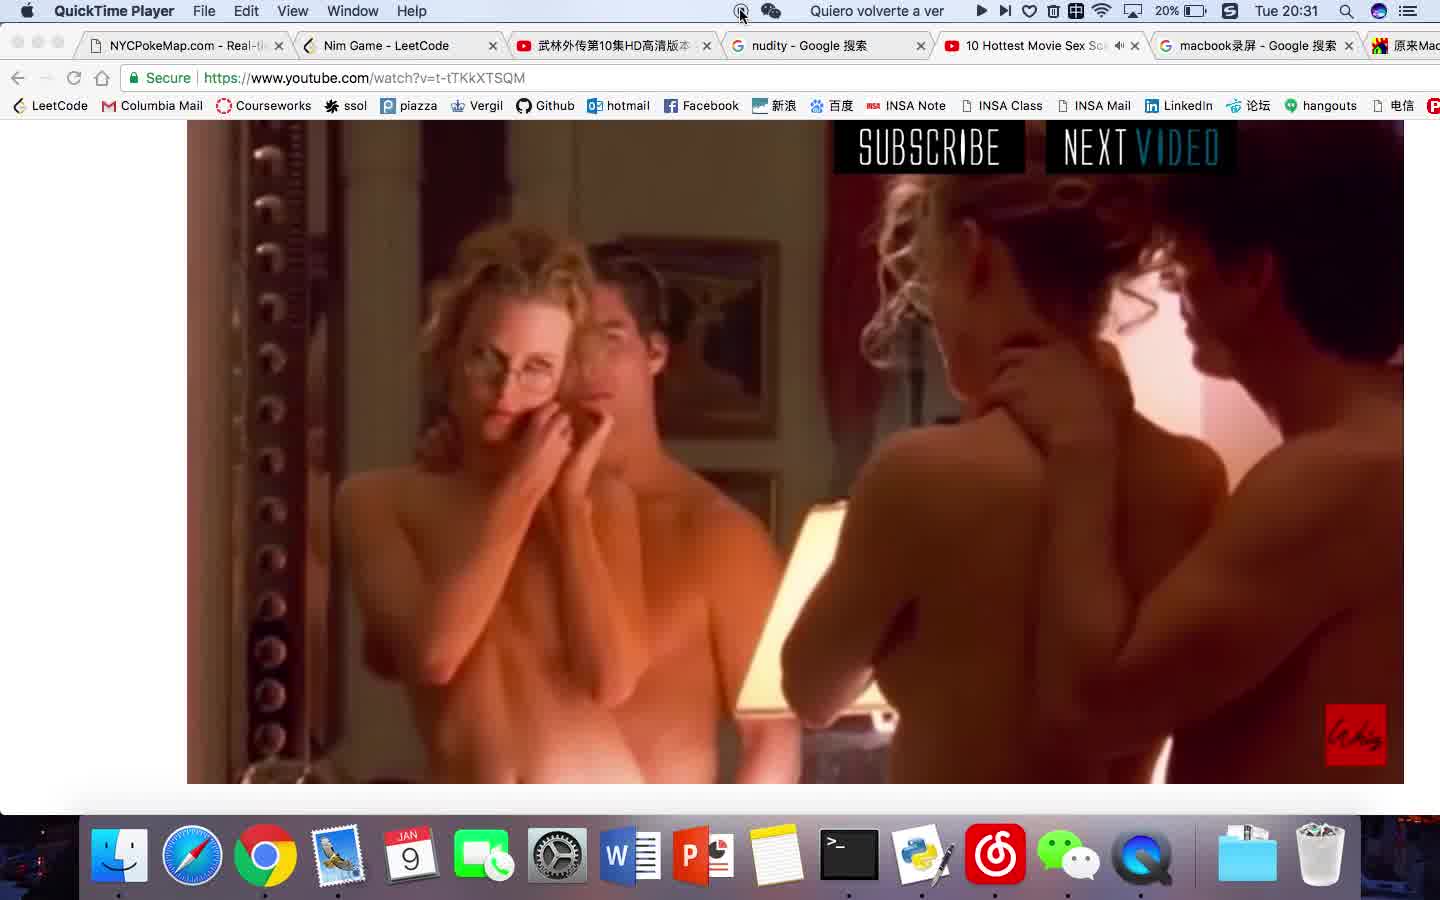 QuickTime Player File Edit View Window Help Quiero volverte a ver 20% Tue 20:31
NYCPokeMap.com - Real-ti Nim Game - LeetCode 武林外传第10集HD高清版本 nudity - Google 搜索 10 Hottest Movie Sex Sc macbook录屏 - Google 搜索 原来Mac
Secure https://www.youtube.com/watch?v=t-tTKkXTSQM
LeetCode Columbia Mail Courseworks ssol piazza Vergil Github hotmail Facebook 新浪 百度 INSA Note INSA Class INSA Mail LinkedIn 论坛 hangouts 电信
SUBSCRIBE NEXT VIDEO
JAN
9